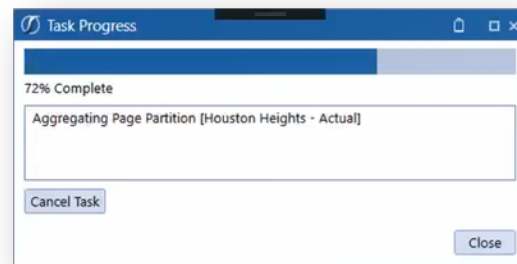 Task Progress
72% Complete
Aggregating Page Partition [Houston Heights - Actual]
Cancel Task
Close